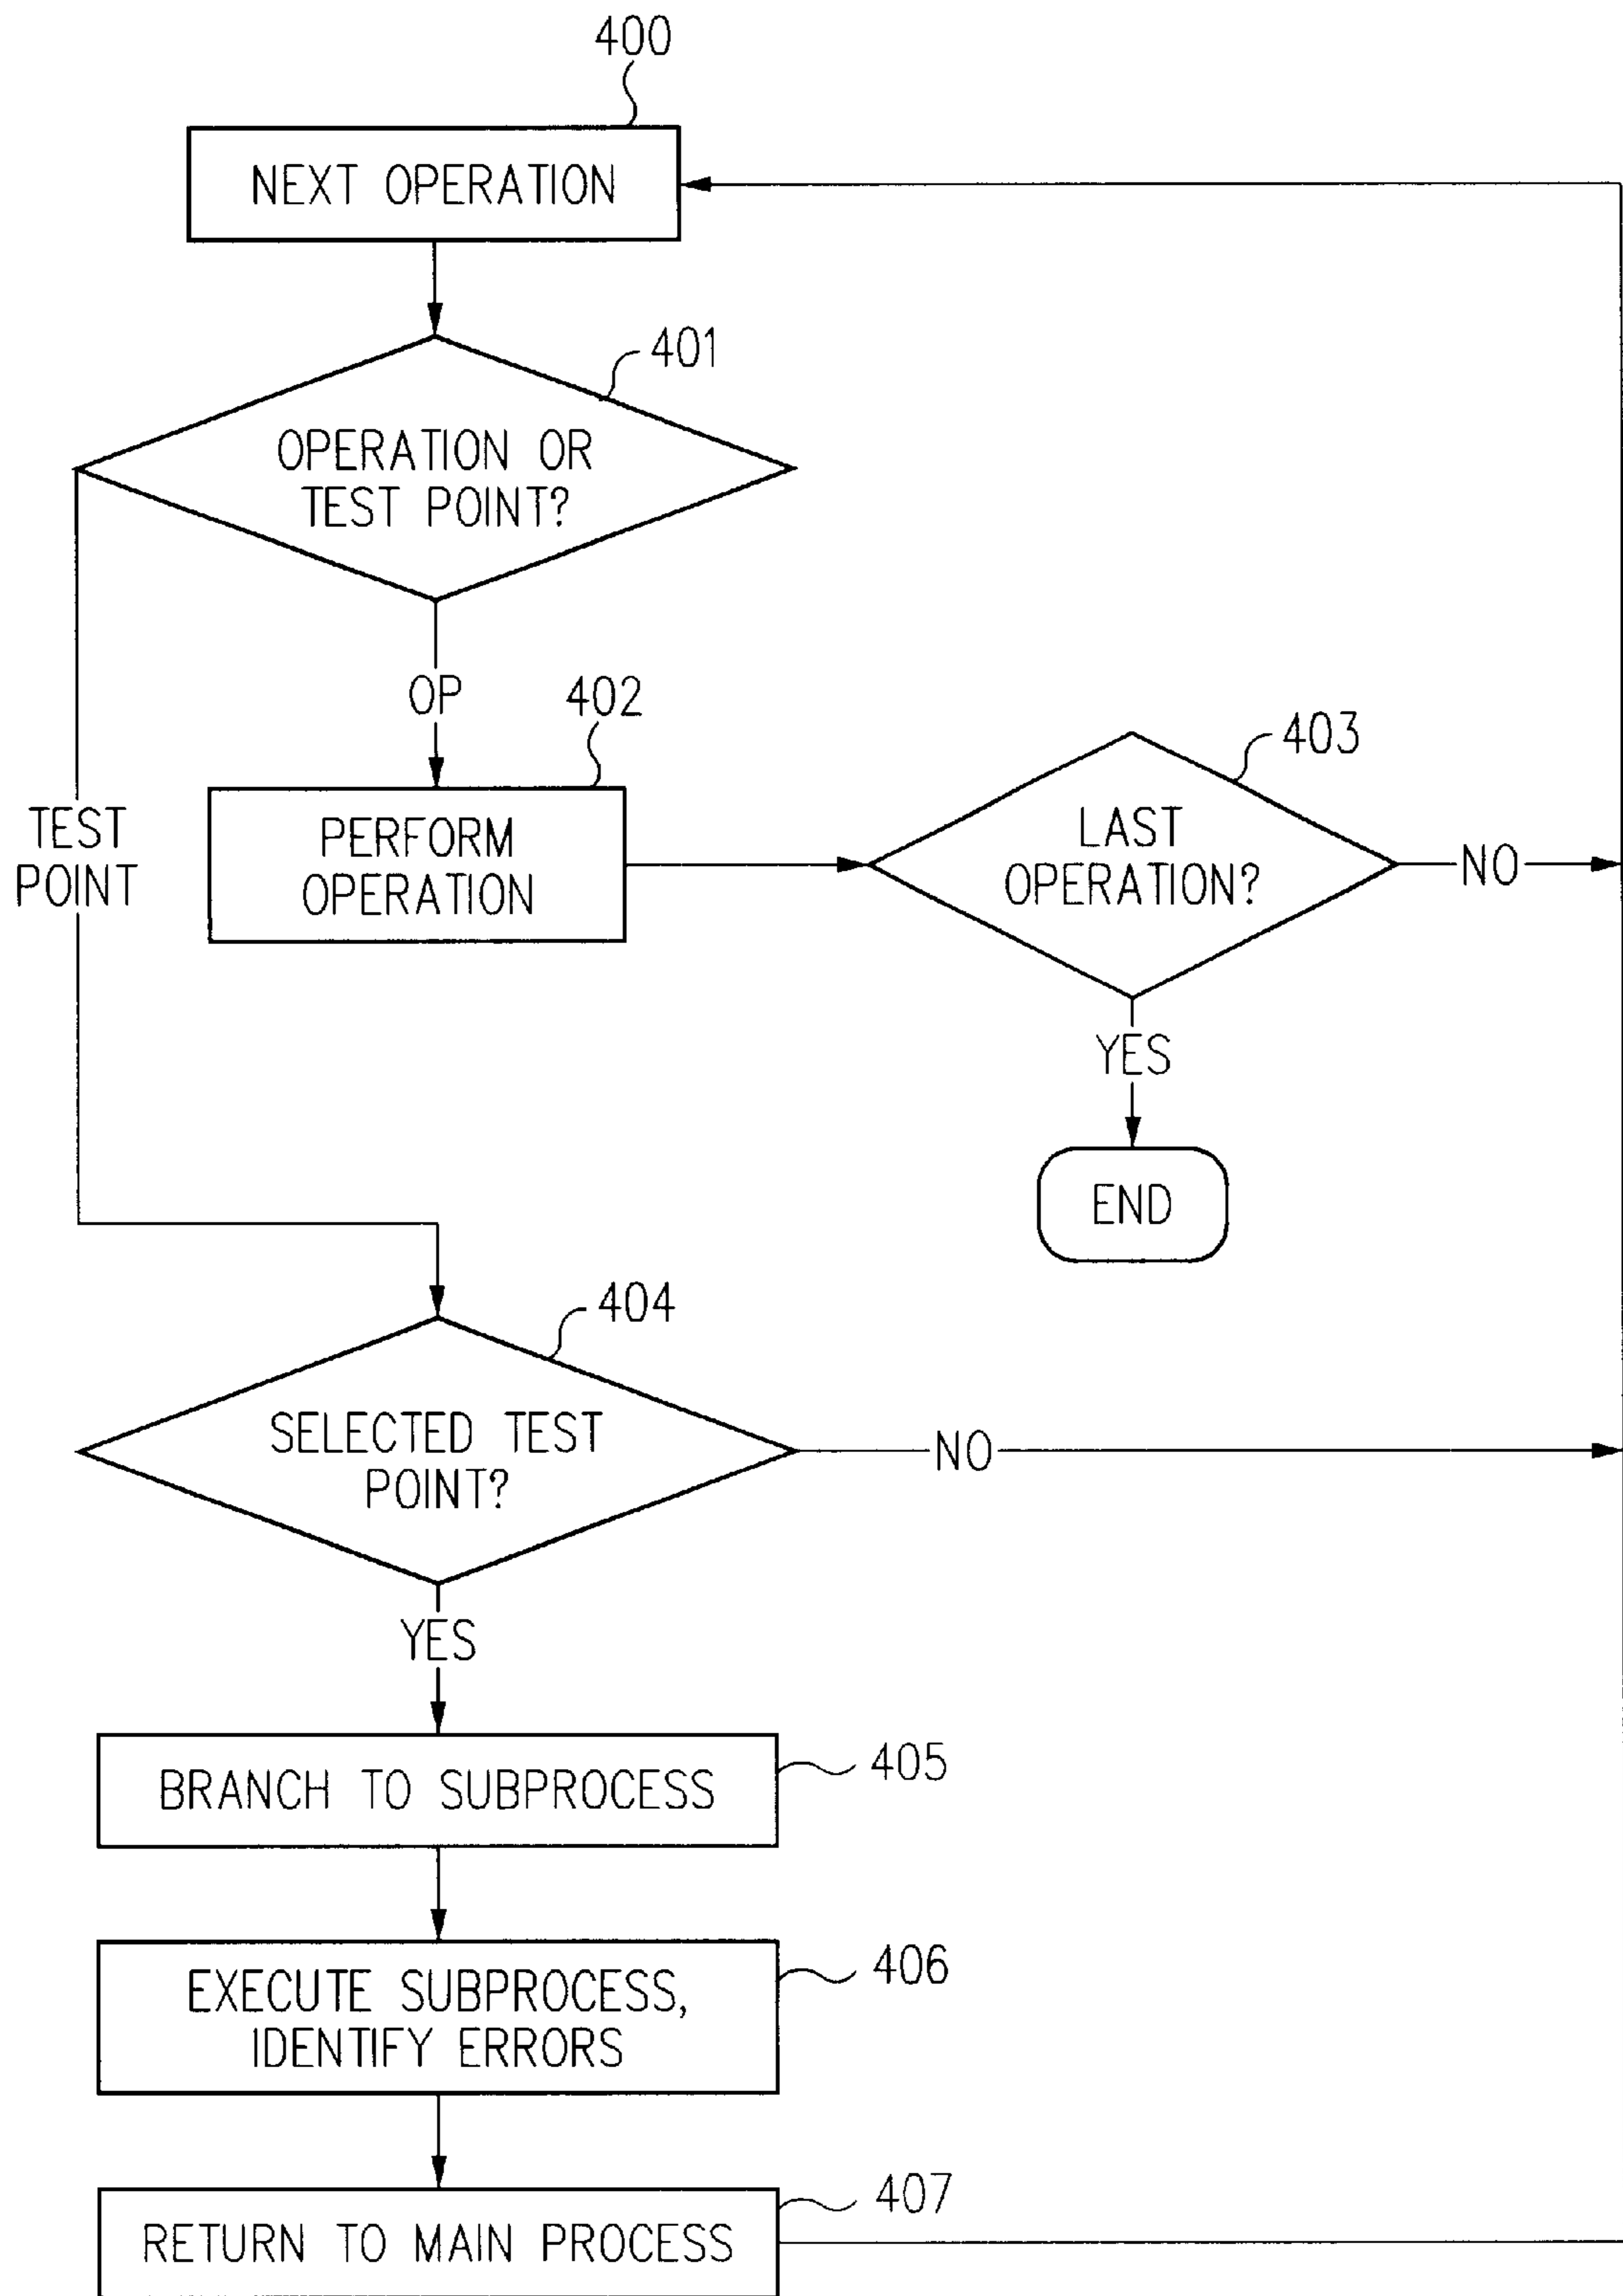 400
NEXT OPERATION
401
OPERATION OR
TEST POINT?
OP
402
403
TEST
POINT
PERFORM
OPERATION
LAST
OPERATION?
NO
YES
END
404
SELECTED TEST
POINT?
NO
YES
405
BRANCH TO SUBPROCESS
406
EXECUTE SUBPROCESS,
IDENTIFY ERRORS
407
RETURN TO MAIN PROCESS